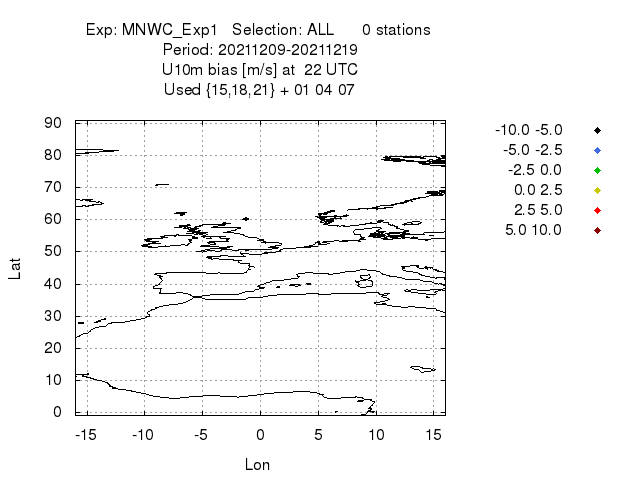 Exp: MNWC_Exp1 Selection: ALL 0 stations
Period: 20211209-20211219
U10m bias [m/s] at 22 UTC
Used {15,18,21} + 01 04 07
90
80
70
60
50
40
30
20
10
0
Lat
-15 -10 -5 0 5 10 15
Lon
-10.0 -5.0
-5.0 -2.5
-2.5 0.0
0.0 2.5
2.5 5.0
5.0 10.0